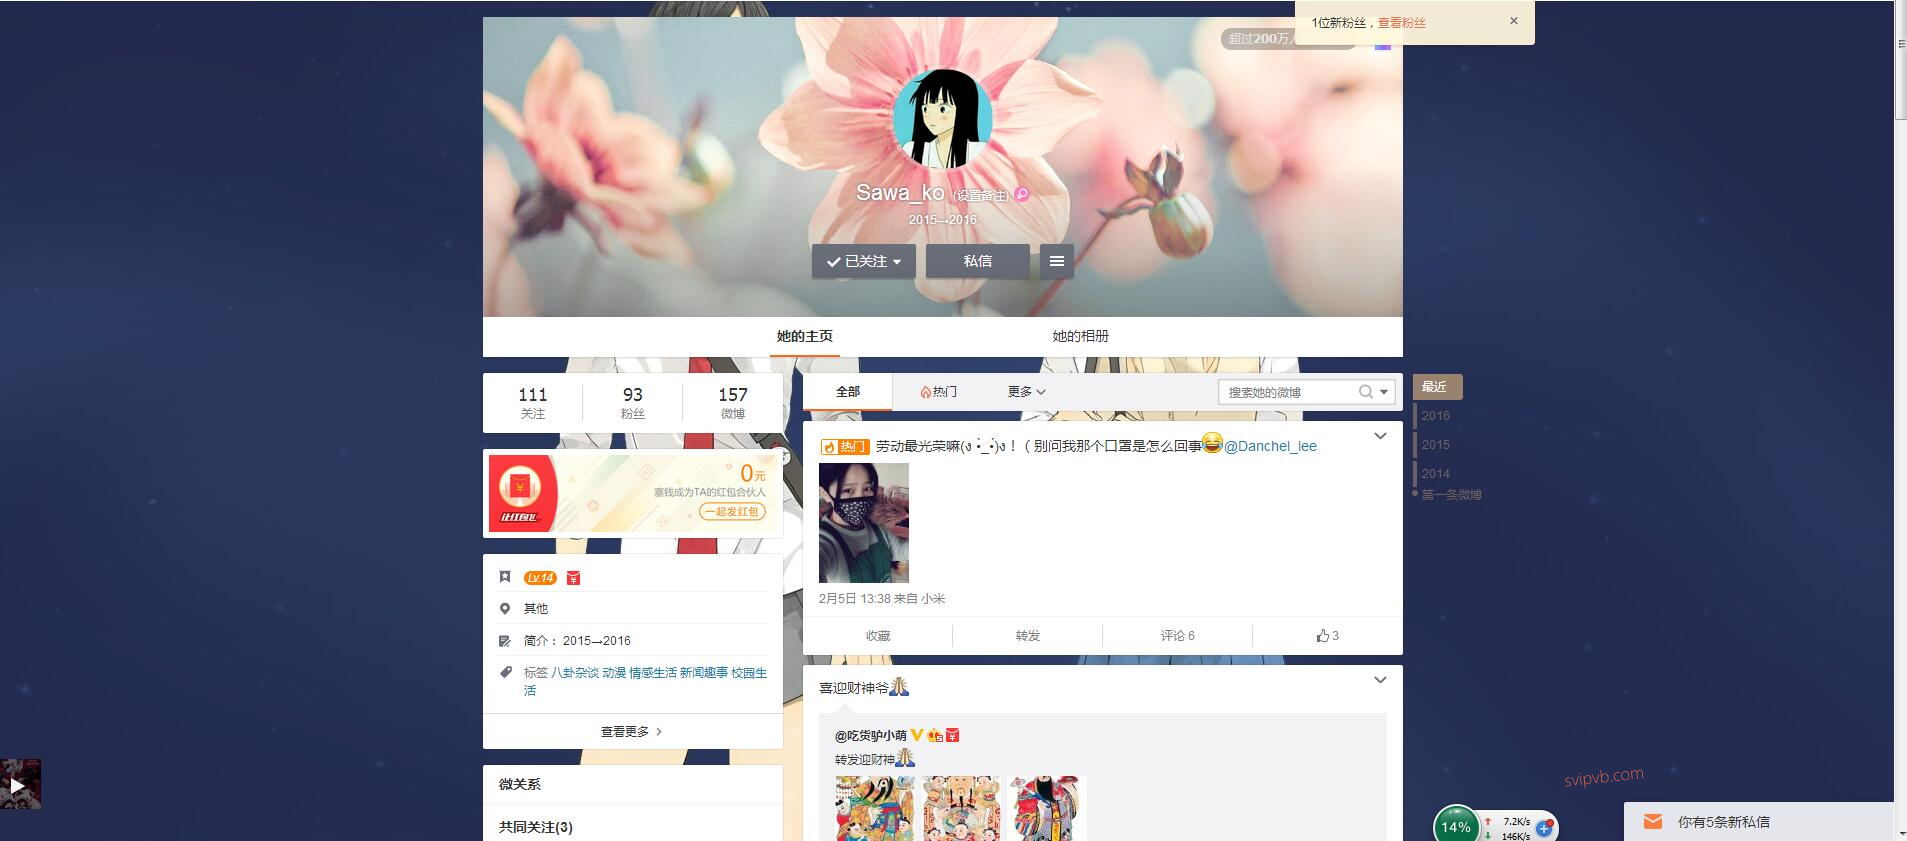 1位新粉丝，查看粉丝
超过200万人
Sawa_ko (设置备注)
2015→2016
已关注
私信
她的主页
她的相册
111
关注
93
粉丝
157
微博
0元
塞钱成为TA的红包合伙人
一起发红包
Lv.14
其他
简介： 2015→2016
标签 八卦杂谈 动漫 情感生活 新闻趣事 校园生
活
查看更多
微关系
共同关注(3)
全部
热门
更多
搜索她的微博
热门 劳动最光荣嘛(ง •̀_•́)ง！（别问我那个口罩是怎么回事😂@Danchel_lee
2月5日 13:38 来自 小米
收藏
转发
评论 6
3
喜迎财神爷🙏
@吃货驴小萌
转发迎财神🙏
最近
2016
2015
2014
第一条微博
svipvb.com
14%
7.2K/s
146K/s
你有5条新私信